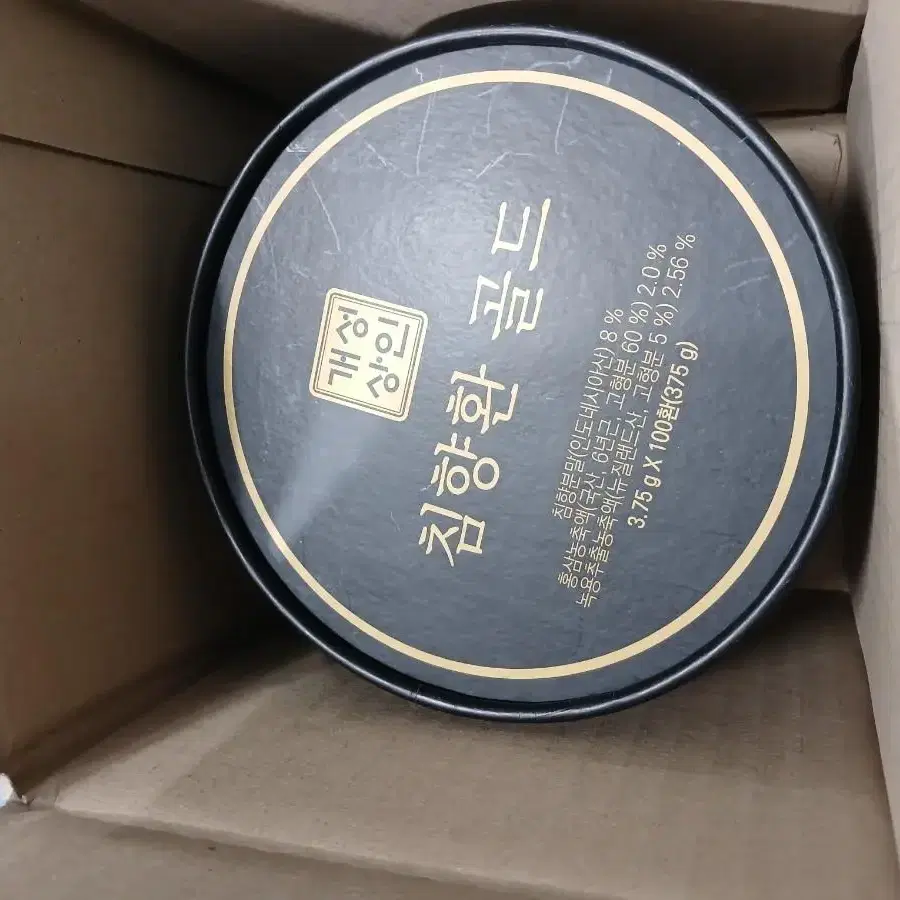 개성
상인
침향환 골드
침향분말(인도네시아산) 8 %
홍삼농축액(국산, 6년근, 고형분 60 %) 2.0 %
녹용추출농축액(뉴질랜드산, 고형분 5 %) 2.56 %
3.75 g X 100환(375 g)